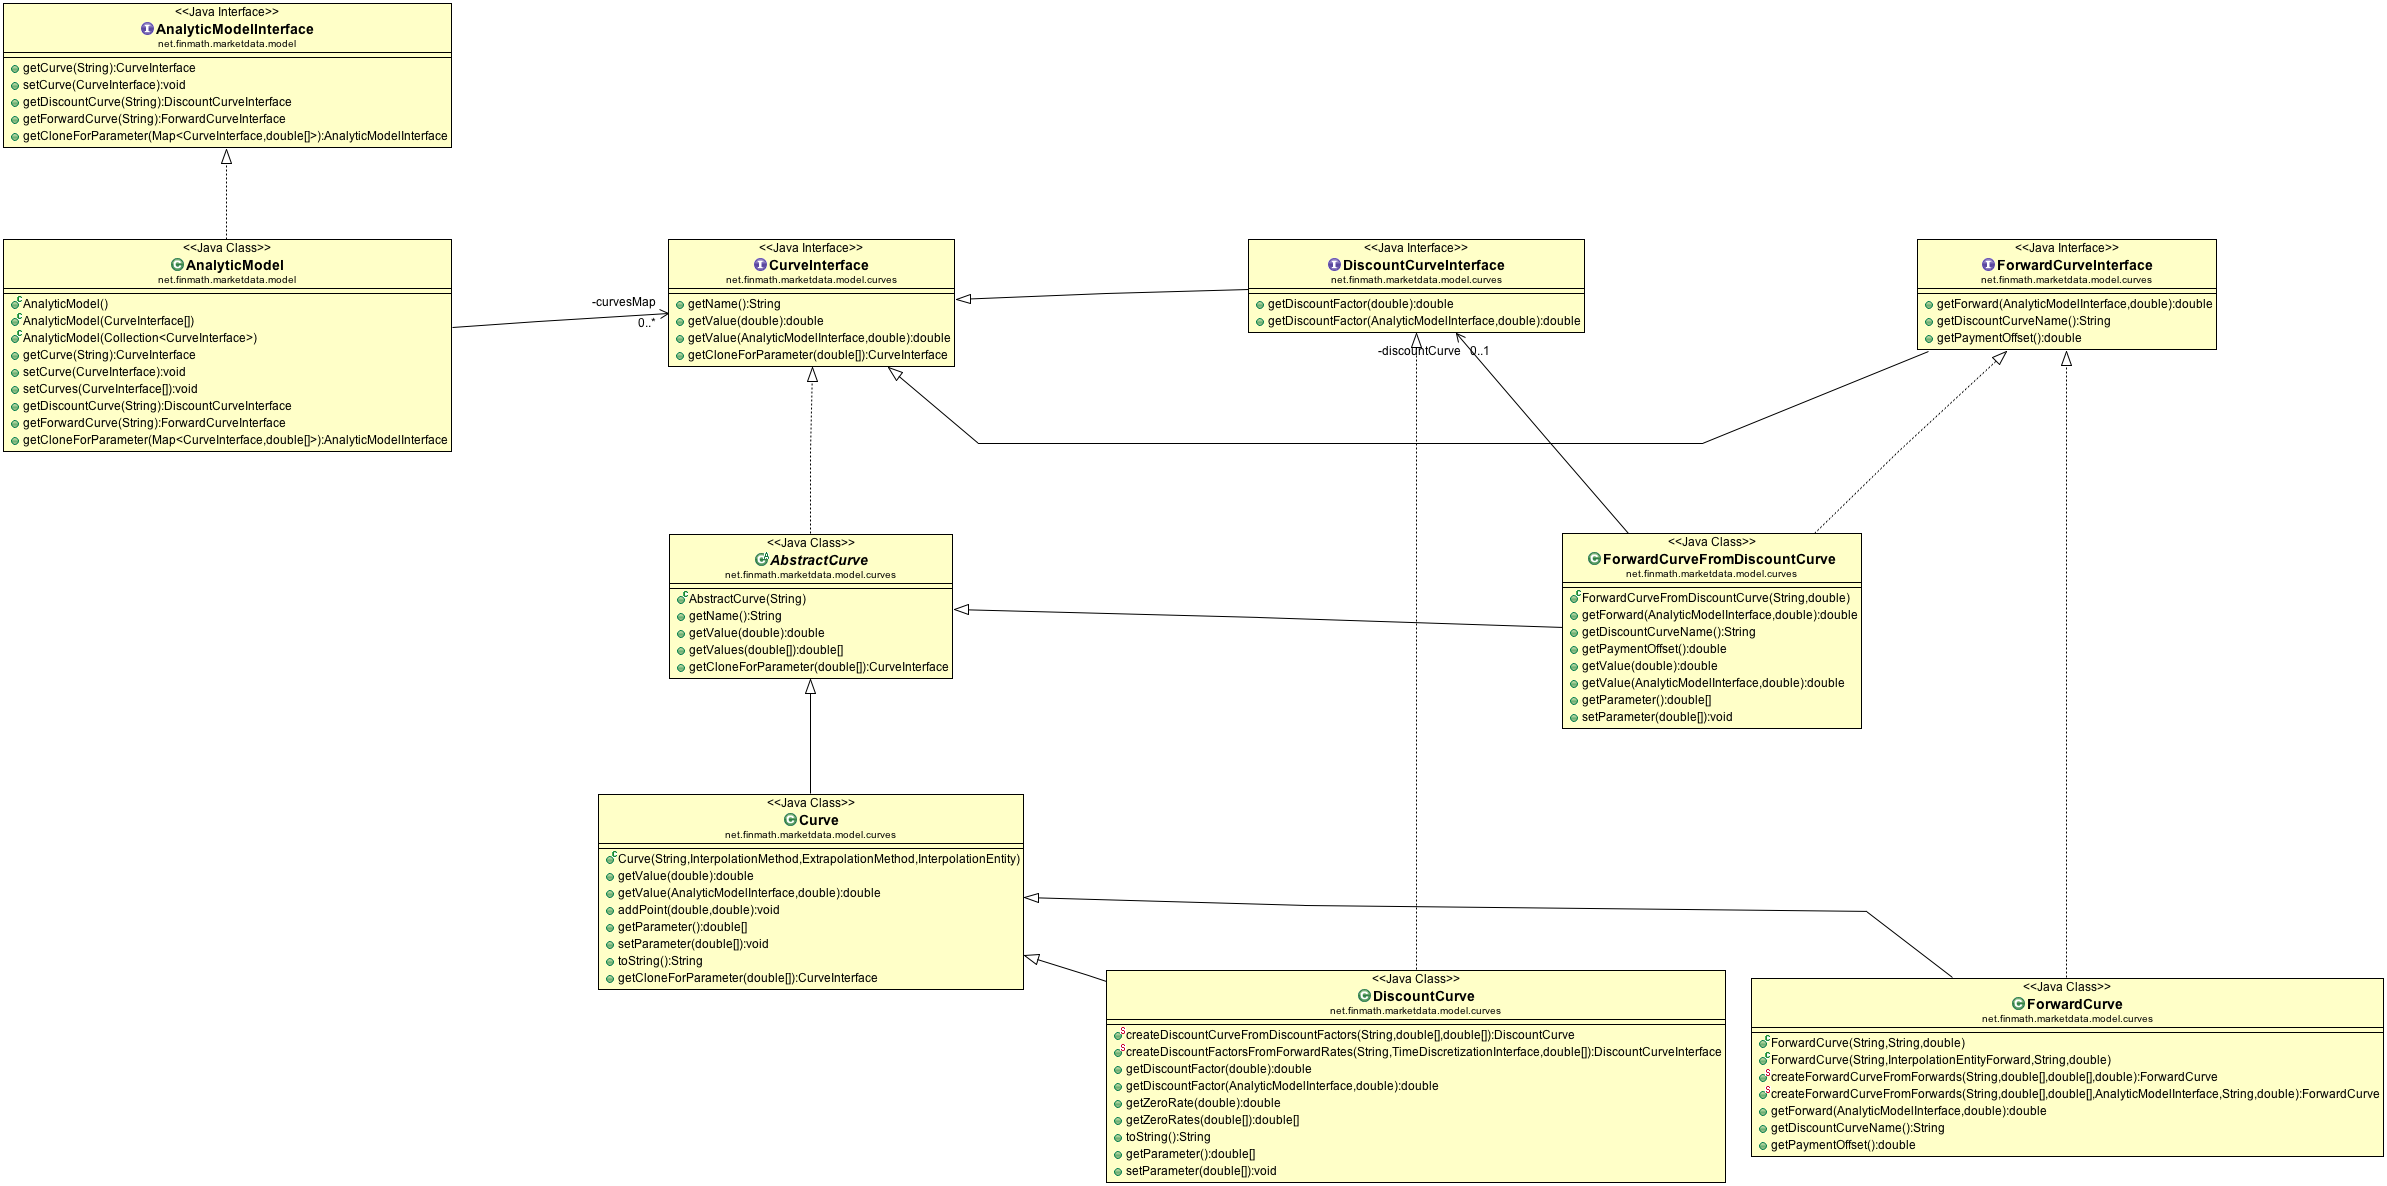 <<Java Interface>>
AnalyticModelInterface
net.finmath.marketdata.model
getCurve(String):CurveInterface
setCurve(CurveInterface):void
getDiscountCurve(String):DiscountCurveInterface
getForwardCurve(String):ForwardCurveInterface
getCloneForParameter(Map<CurveInterface,double[]>):AnalyticModelInterface
<<Java Class>>
AnalyticModel
net.finmath.marketdata.model
AnalyticModel()
AnalyticModel(CurveInterface[])
AnalyticModel(Collection<CurveInterface>)
getCurve(String):CurveInterface
setCurve(CurveInterface):void
setCurves(CurveInterface[]):void
getDiscountCurve(String):DiscountCurveInterface
getForwardCurve(String):ForwardCurveInterface
getCloneForParameter(Map<CurveInterface,double[]>):AnalyticModelInterface
-curvesMap
0..*
<<Java Interface>>
CurveInterface
net.finmath.marketdata.model.curves
getName():String
getValue(double):double
getValue(AnalyticModelInterface,double):double
getCloneForParameter(double[]):CurveInterface
<<Java Interface>>
DiscountCurveInterface
net.finmath.marketdata.model.curves
getDiscountFactor(double):double
getDiscountFactor(AnalyticModelInterface,double):double
-discountCurve 0..1
<<Java Interface>>
ForwardCurveInterface
net.finmath.marketdata.model.curves
getForward(AnalyticModelInterface,double):double
getDiscountCurveName():String
getPaymentOffset():double
<<Java Class>>
AbstractCurve
net.finmath.marketdata.model.curves
AbstractCurve(String)
getName():String
getValue(double):double
getValues(double[]):double[]
getCloneForParameter(double[]):CurveInterface
<<Java Class>>
ForwardCurveFromDiscountCurve
net.finmath.marketdata.model.curves
ForwardCurveFromDiscountCurve(String,double)
getForward(AnalyticModelInterface,double):double
getDiscountCurveName():String
getPaymentOffset():double
getValue(double):double
getValue(AnalyticModelInterface,double):double
getParameter():double[]
setParameter(double[]):void
<<Java Class>>
Curve
net.finmath.marketdata.model.curves
Curve(String,InterpolationMethod,ExtrapolationMethod,InterpolationEntity)
getValue(double):double
getValue(AnalyticModelInterface,double):double
addPoint(double,double):void
getParameter():double[]
setParameter(double[]):void
toString():String
getCloneForParameter(double[]):CurveInterface
<<Java Class>>
DiscountCurve
net.finmath.marketdata.model.curves
createDiscountCurveFromDiscountFactors(String,double[],double[]):DiscountCurve
createDiscountFactorsFromForwardRates(String,TimeDiscretizationInterface,double[]):DiscountCurveInterface
getDiscountFactor(double):double
getDiscountFactor(AnalyticModelInterface,double):double
getZeroRate(double):double
getZeroRates(double[]):double[]
toString():String
getParameter():double[]
setParameter(double[]):void
<<Java Class>>
ForwardCurve
net.finmath.marketdata.model.curves
ForwardCurve(String,String,double)
ForwardCurve(String,InterpolationEntityForward,String,double)
createForwardCurveFromForwards(String,double[],double[],double):ForwardCurve
createForwardCurveFromForwards(String,double[],double[],AnalyticModelInterface,String,double):ForwardCurve
getForward(AnalyticModelInterface,double):double
getDiscountCurveName():String
getPaymentOffset():double